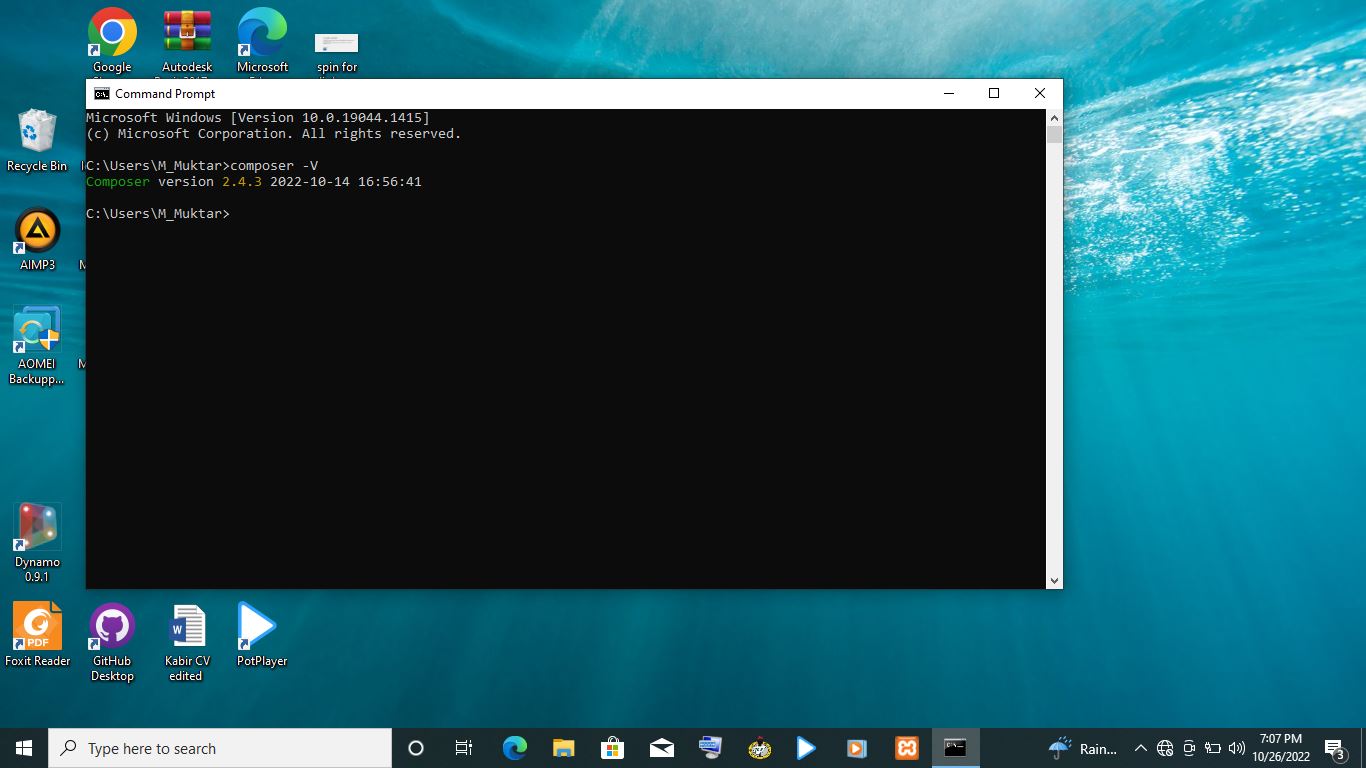 Google
Autodesk
Microsoft
spin for
Command Prompt
Microsoft Windows [Version 10.0.19044.1415]
(c) Microsoft Corporation. All rights reserved.
C:\Users\M_Muktar>composer -V
Composer version 2.4.3 2022-10-14 16:56:41
C:\Users\M_Muktar>
Recycle Bin
AIMP3
AOMEI
Backupp...
Dynamo
0.9.1
PDF
Foxit Reader
GitHub
Desktop
W
Kabir CV
edited
PotPlayer
Type here to search
Rain...
7:07 PM
10/26/2022
3